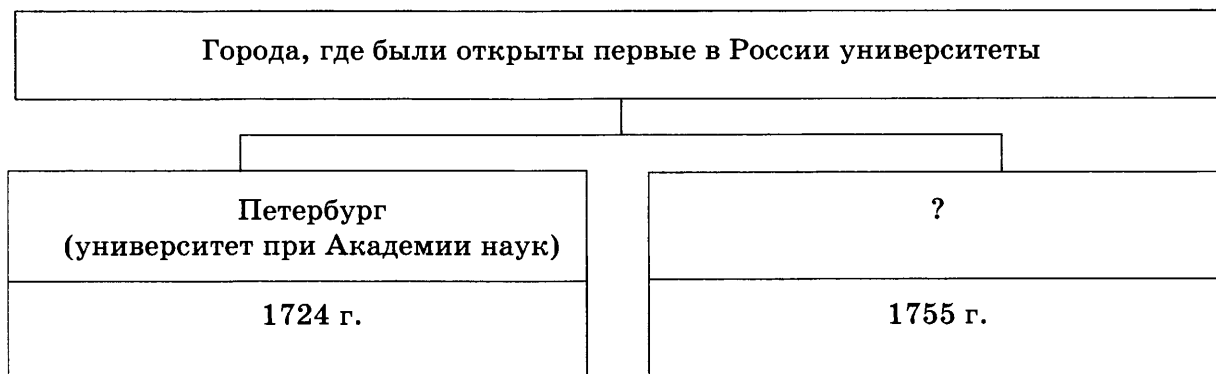 Города, где были открыты первые в России университеты
Петербург
(университет при Академии наук)
?
1724 г.
1755 г.